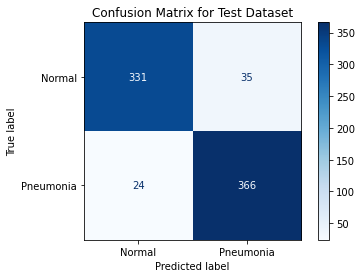 Confusion Matrix for Test Dataset
Normal 331 35
Pneumonia 24 366
Normal Pneumonia
Predicted label
True label
350
300
250
200
150
100
50